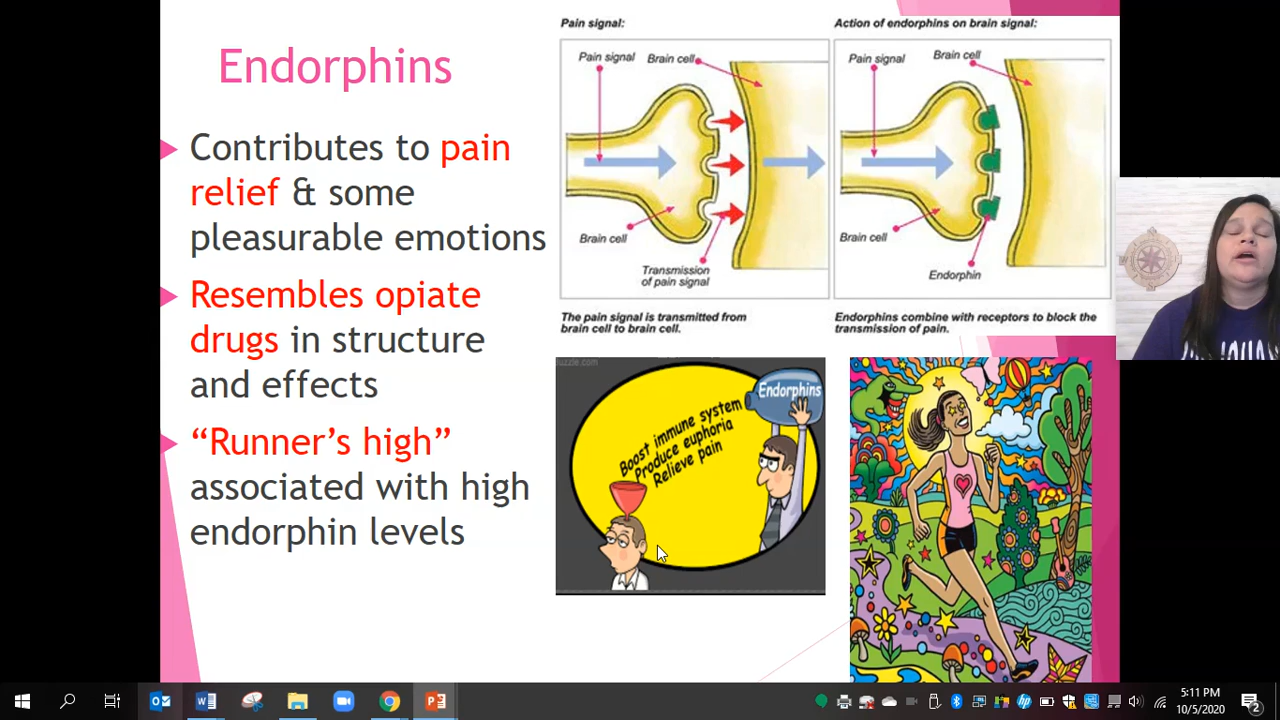 Endorphins
Contributes to pain
relief & some
pleasurable emotions
Resembles opiate
drugs in structure
and effects
“Runner’s high”
associated with high
endorphin levels
Pain signal:
Pain signal
Brain cell
Brain cell
Transmission
of pain signal
The pain signal is transmitted from
brain cell to brain cell.
Action of endorphins on brain signal:
Pain signal
Brain cell
Brain cell
Endorphin
Endorphins combine with receptors to block the
transmission of pain.
Endorphins
Boost immune system
Produce euphoria
Relieve pain
5:11 PM
10/5/2020
2